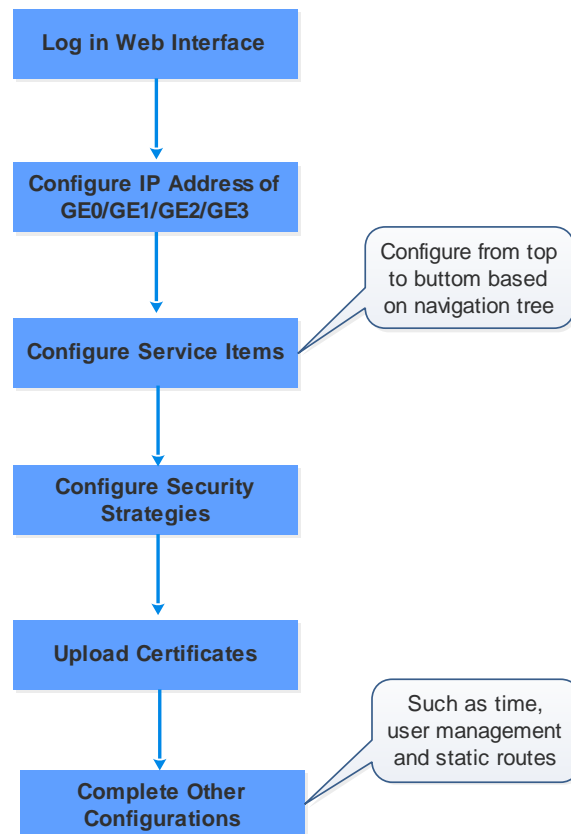 Log in Web Interface
Configure IP Address of
GE0/GE1/GE2/GE3
Configure from top
to buttom based
on navigation tree
Configure Service Items
Configure Security
Strategies
Upload Certificates
Such as time,
user management
and static routes
Complete Other
Configurations